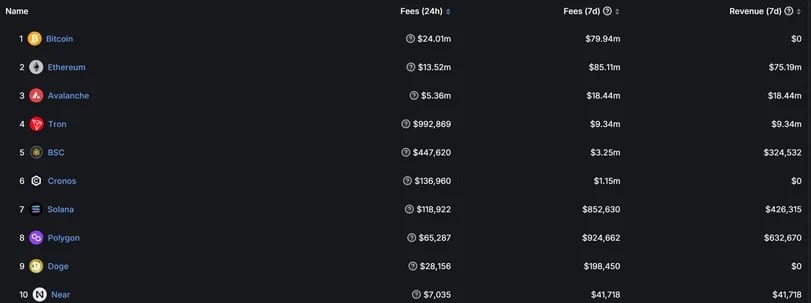 Name Fees (24h) Fees (7d) Revenue (7d)
1 Bitcoin $24.01m $79.94m $0
2 Ethereum $13.52m $85.11m $75.19m
3 Avalanche $5.36m $18.44m $18.44m
4 Tron $992,869 $9.34m $9.34m
5 BSC $447,620 $3.25m $324,532
6 Cronos $136,960 $1.15m $0
7 Solana $118,922 $852,630 $426,315
8 Polygon $65,287 $924,662 $632,670
9 Doge $28,156 $198,450 $0
10 Near $7,035 $41,718 $41,718